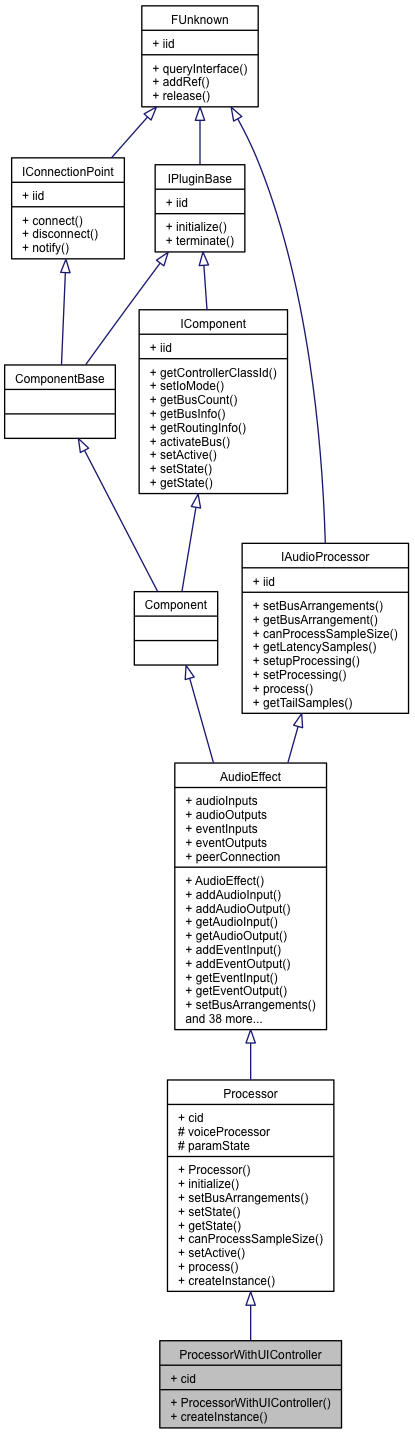 FUnknown
+ iid
+ queryInterface()
+ addRef()
+ release()
IConnectionPoint
+ iid
+ connect()
+ disconnect()
+ notify()
IPluginBase
+ iid
+ initialize()
+ terminate()
IComponent
+ iid
+ getControllerClassId()
+ setIoMode()
+ getBusCount()
+ getBusInfo()
+ getRoutingInfo()
+ activateBus()
+ setActive()
+ setState()
+ getState()
ComponentBase
IAudioProcessor
+ iid
+ setBusArrangements()
+ getBusArrangement()
+ canProcessSampleSize()
+ getLatencySamples()
+ setupProcessing()
+ setProcessing()
+ process()
+ getTailSamples()
Component
AudioEffect
+ audioInputs
+ audioOutputs
+ eventInputs
+ eventOutputs
+ peerConnection
+ AudioEffect()
+ addAudioInput()
+ addAudioOutput()
+ getAudioInput()
+ getAudioOutput()
+ addEventInput()
+ addEventOutput()
+ getEventInput()
+ getEventOutput()
+ setBusArrangements()
and 38 more...
Processor
+ cid
# voiceProcessor
# paramState
+ Processor()
+ initialize()
+ setBusArrangements()
+ setState()
+ getState()
+ canProcessSampleSize()
+ setActive()
+ process()
+ createInstance()
ProcessorWithUIController
+ cid
+ ProcessorWithUIController()
+ createInstance()